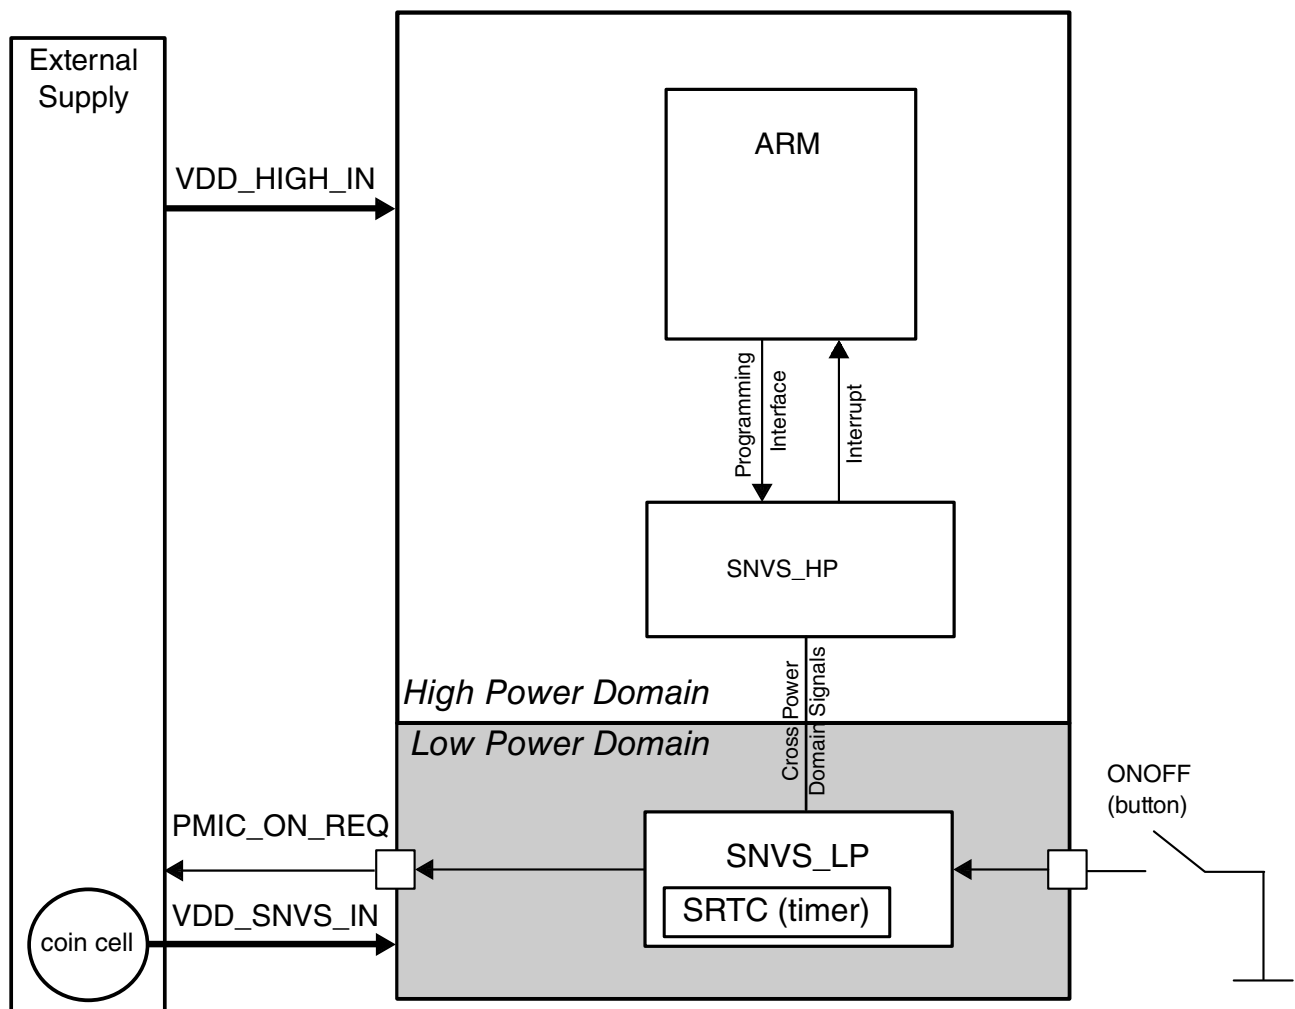 External
Supply
VDD_HIGH_IN
ARM
Programming
Interface
Interrupt
SNVS_HP
Cross Power
Domain Signals
High Power Domain
Low Power Domain
ONOFF
(button)
PMIC_ON_REQ
SNVS_LP
SRTC (timer)
VDD_SNVS_IN
coin cell